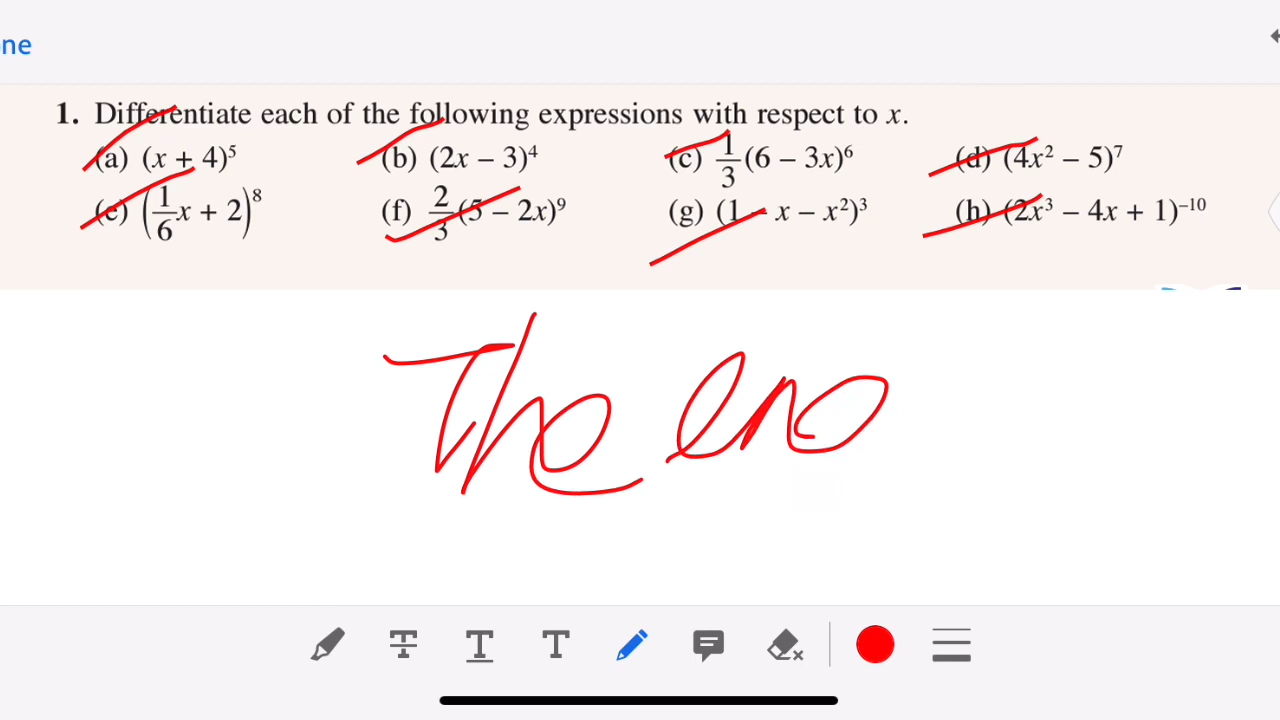 ne
1. Differentiate each of the following expressions with respect to x.
(a) (x + 4)⁵ (b) (2x – 3)⁴ (c) 1/3(6 – 3x)⁶ (d) (4x² – 5)⁷
(e) (1/6x + 2)⁸ (f) 2/3(5 – 2x)⁹ (g) (1 – x – x²)³ (h) (2x³ – 4x + 1)⁻¹⁰
The end
T T T